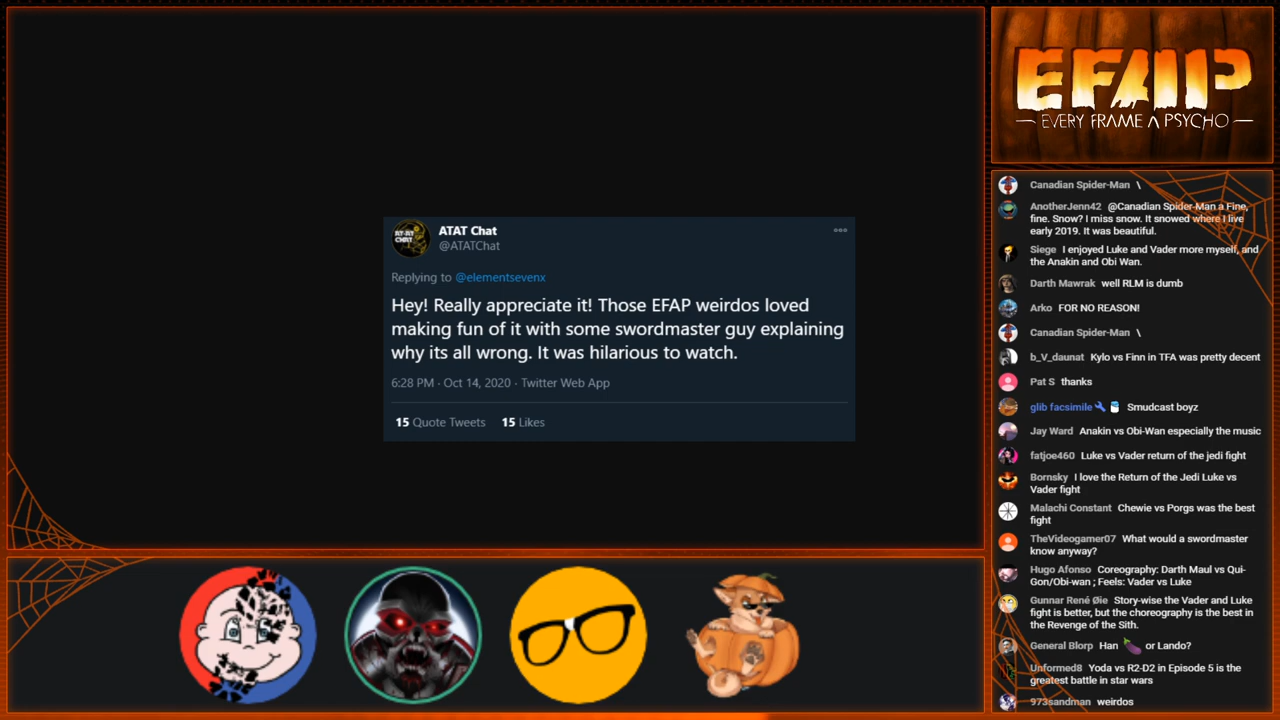 EFAP
EVERY FRAME A PSYCHO
ATAT Chat
@ATATChat
Replying to @elementsevenx
Hey! Really appreciate it! Those EFAP weirdos loved
making fun of it with some swordmaster guy explaining
why its all wrong. It was hilarious to watch.
6:28 PM · Oct 14, 2020 · Twitter Web App
15 Quote Tweets 15 Likes
Canadian Spider-Man \
AnotherJenn42 @Canadian Spider-Man a Fine,
fine. Snow? I miss snow. It snowed where I live
early 2019. It was beautiful.
Siege I enjoyed Luke and Vader more myself, and
the Anakin and Obi Wan.
Darth Mawrak well RLM is dumb
Arko FOR NO REASON!
Canadian Spider-Man \
b_V_daunat Kylo vs Finn in TFA was pretty decent
Pat S thanks
glib facsimile Smudcast boyz
Jay Ward Anakin vs Obi-Wan especially the music
fatjoe460 Luke vs Vader return of the jedi fight
Bornsky I love the Return of the Jedi Luke vs
Vader fight
Malachi Constant Chewie vs Porgs was the best
fight
TheVideogamer07 What would a swordmaster
know anyway?
Hugo Afonso Coreography: Darth Maul vs Qui-
Gon/Obi-wan ; Feels: Vader vs Luke
Gunnar René Øie Story-wise the Vader and Luke
fight is better, but the choreography is the best in
the Revenge of the Sith.
General Blorp Han 🍆 or Lando?
Unformed8 Yoda vs R2-D2 in Episode 5 is the
greatest battle in star wars
973sandman weirdos